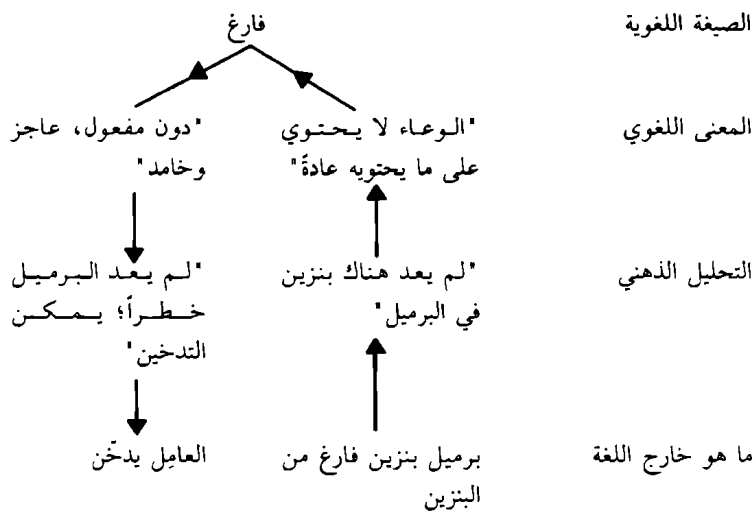 الصيغة اللغوية فارغ
المعنى اللغوي "الوعاء لا يحتوي "دون مفعول، عاجز
على ما يحتويه عادةً" وخامد"
التحليل الذهني "لم يعد هناك بنزين "لم يعد البرميل
في البرميل" خطراً؛ يمكن
التدخين"
ما هو خارج اللغة برميل بنزين فارغ من العامِل يدخّن
البنزين